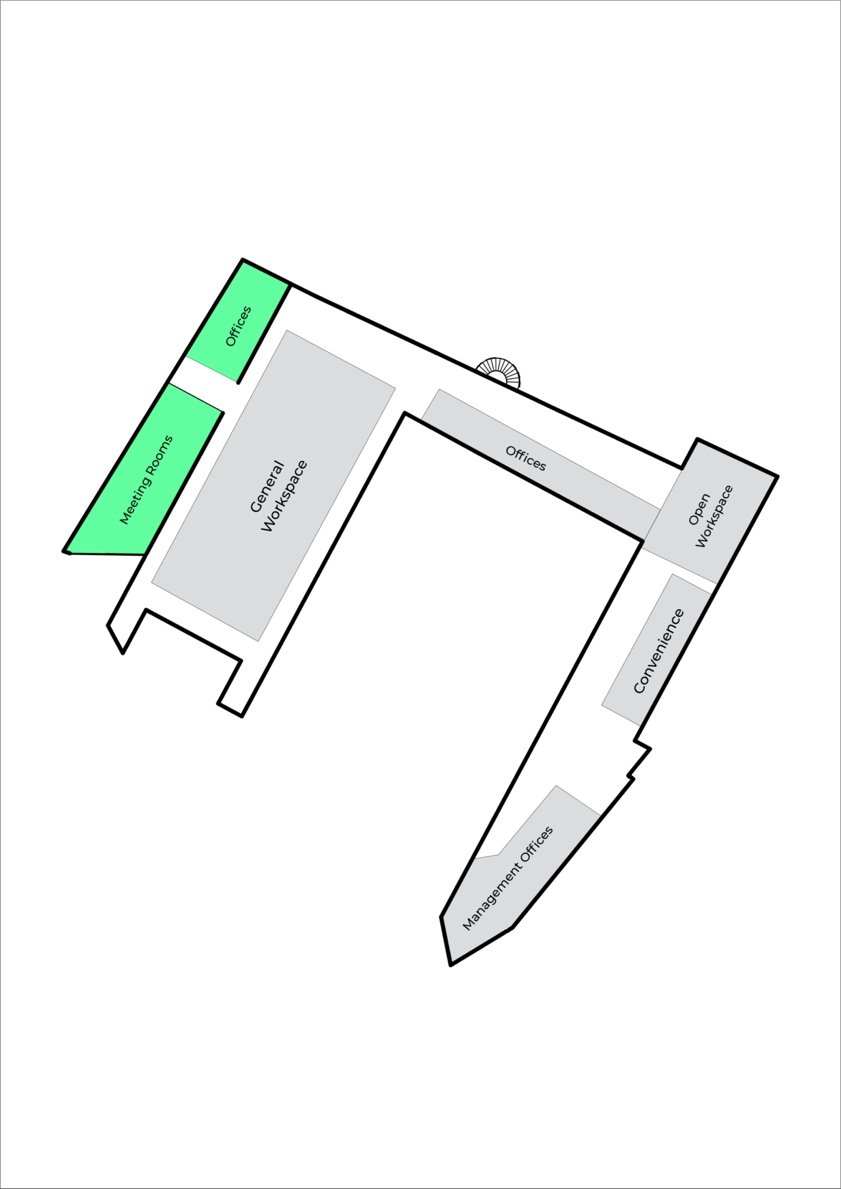 Offices
Meeting Rooms
General
Workspace
Offices
Open
Workspace
Convenience
Management Offices